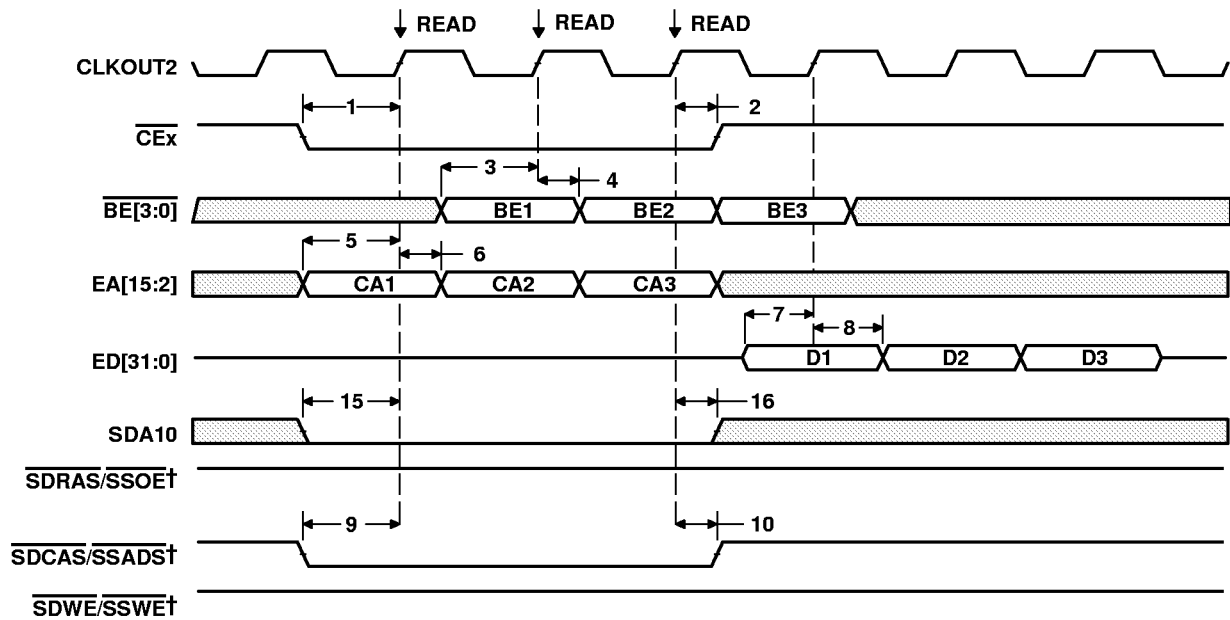 READ READ READ
CLKOUT2
1 2
CEx
3 4
BE[3:0] BE1 BE2 BE3
5 6
EA[15:2] CA1 CA2 CA3
7 8
ED[31:0] D1 D2 D3
15 16
SDA10
SDRAS/SSOE†
9 10
SDCAS/SSADS†
SDWE/SSWE†